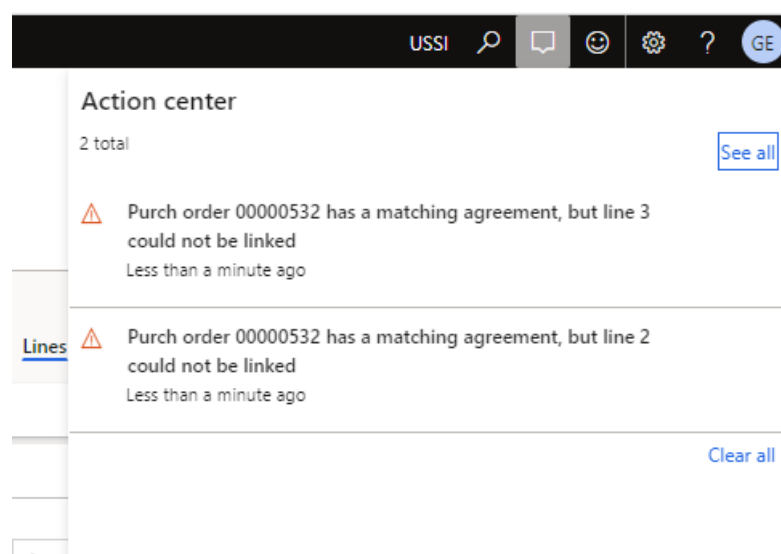 USSI ? GE
Action center
2 total
See all
Purch order 00000532 has a matching agreement, but line 3
could not be linked
Less than a minute ago
Lines
Purch order 00000532 has a matching agreement, but line 2
could not be linked
Less than a minute ago
Clear all